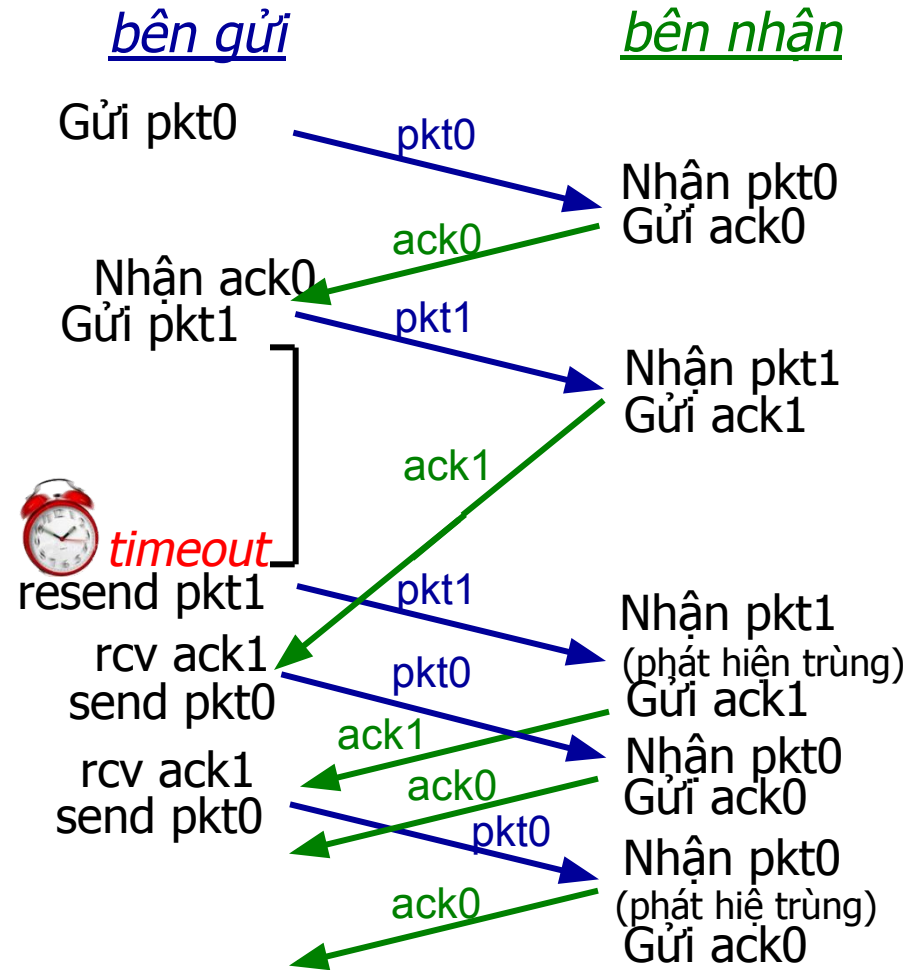 bên gửi
bên nhận
Gửi pkt0
pkt0
Nhận pkt0
Gửi ack0
ack0
Nhận ack0
Gửi pkt1
pkt1
Nhận pkt1
Gửi ack1
ack1
timeout
resend pkt1
pkt1
Nhận pkt1
(phát hiện trùng)
Gửi ack1
rcv ack1
send pkt0
pkt0
ack1
Nhận pkt0
Gửi ack0
rcv ack1
send pkt0
ack0
pkt0
Nhận pkt0
(phát hiệ trùng)
Gửi ack0
ack0